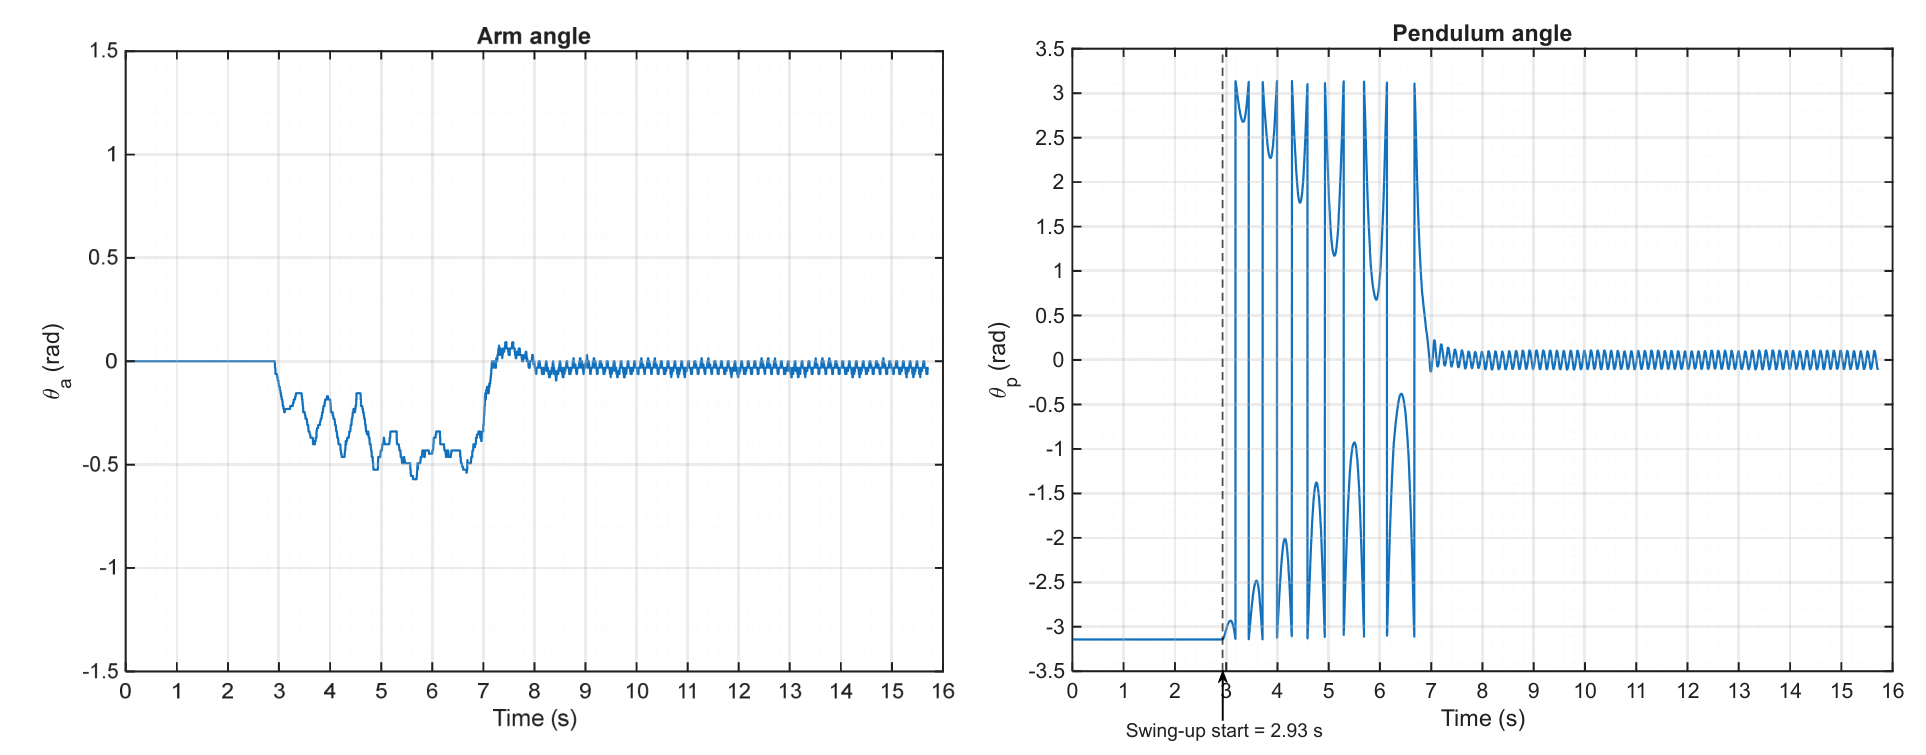 Arm angle
1.5
1
0.5
0
-0.5
-1
-1.5
θa (rad)
0 1 2 3 4 5 6 7 8 9 10 11 12 13 14 15 16
Time (s)
Pendulum angle
3.5
3
2.5
2
1.5
1
0.5
0
-0.5
-1
-1.5
-2
-2.5
-3
-3.5
θp (rad)
0 1 2 3 4 5 6 7 8 9 10 11 12 13 14 15 16
Time (s)
Swing-up start = 2.93 s